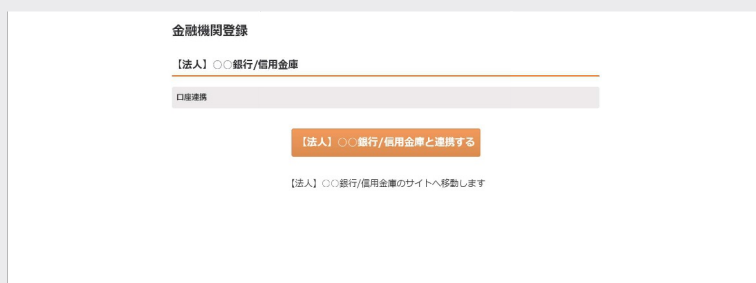 金融機関登録
【法人】○○銀行/信用金庫
口座連携
【法人】○○銀行/信用金庫と連携する
【法人】○○銀行/信用金庫のサイトへ移動します